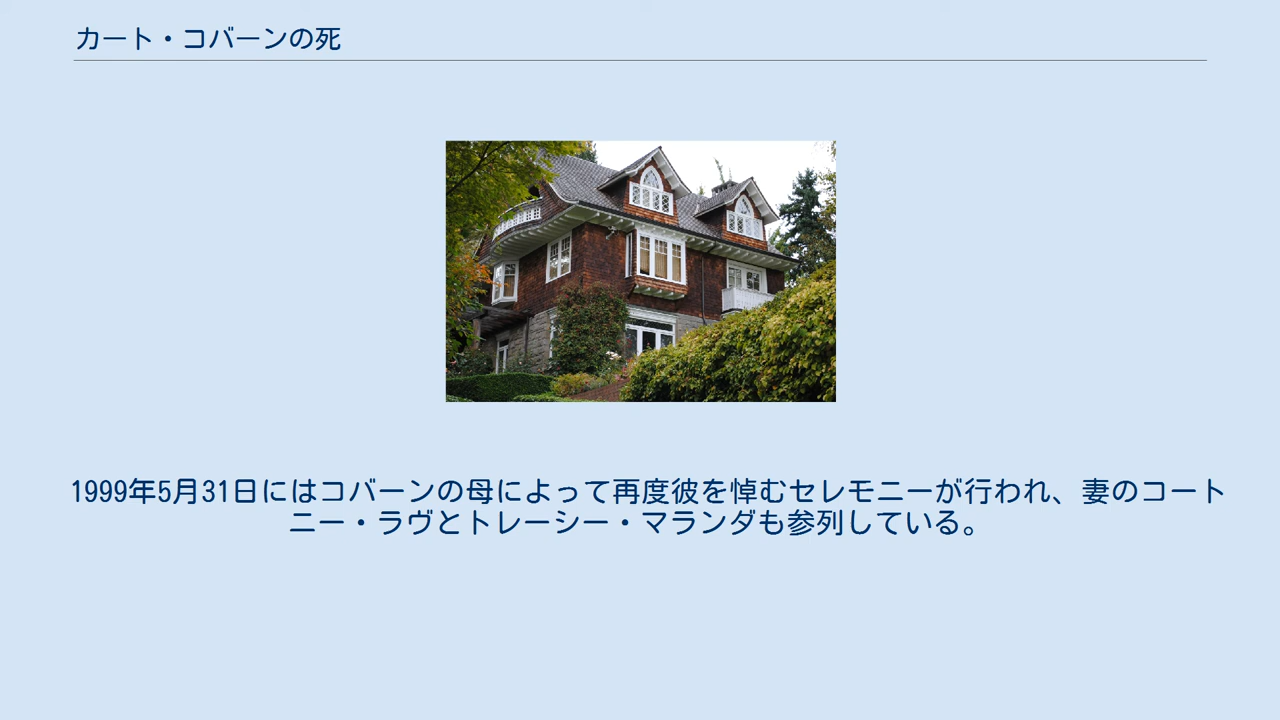 カート・コバーンの死
1999年5月31日にはコバーンの母によって再度彼を悼むセレモニーが行われ、妻のコート
ニー・ラヴとトレーシー・マランダも参列している。